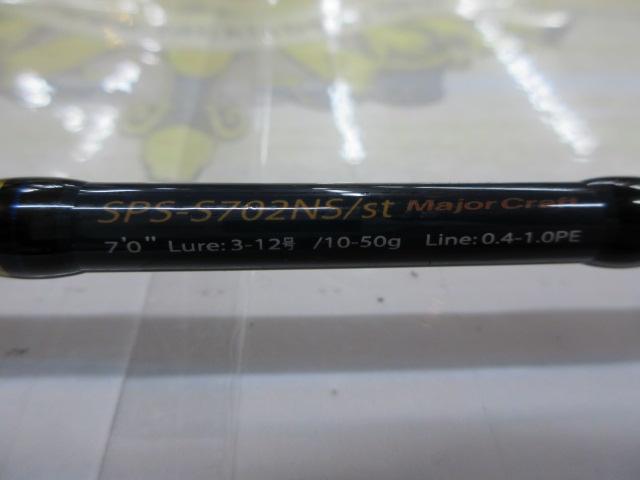 SPS-S702NS/st Major Craft
7'0" Lure: 3-12号 /10-50g Line: 0.4-1.0PE